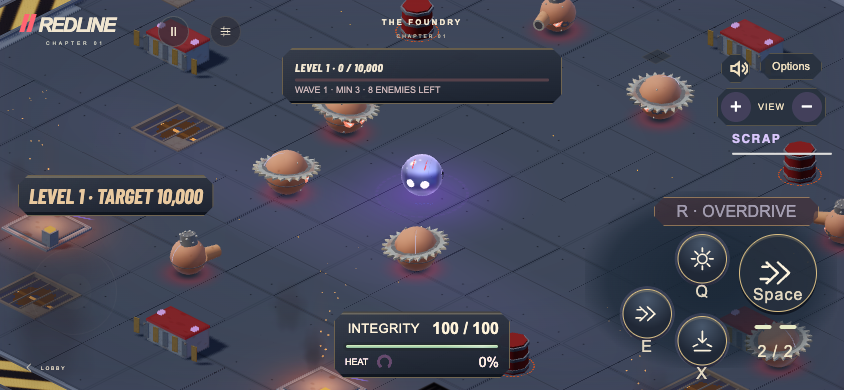 REDLINE
CHAPTER 01
THE FOUNDRY
CHAPTER 01
LEVEL 1 · 0 / 10,000
WAVE 1 · MIN 3 · 8 ENEMIES LEFT
Options
+ VIEW −
SCRAP
LEVEL 1 · TARGET 10,000
R · OVERDRIVE
Q
Space
E
X
2 / 2
INTEGRITY 100 / 100
HEAT 0%
LOBBY